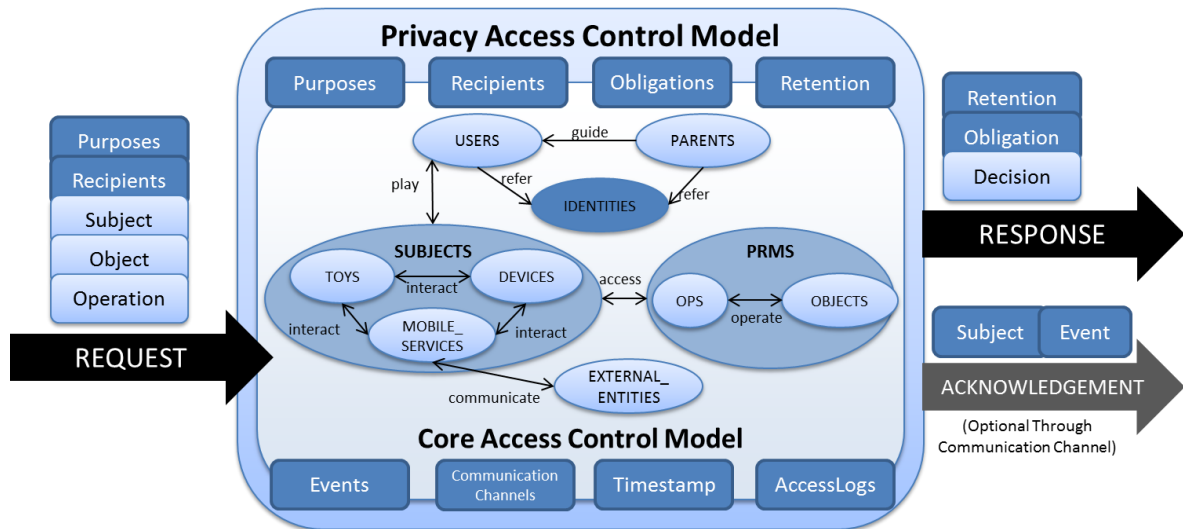 Privacy Access Control Model
Purposes
Recipients
Obligations
Retention
Purposes
Recipients
Subject
Object
Operation
REQUEST
USERS
guide
PARENTS
play
refer
refer
IDENTITIES
SUBJECTS
TOYS
interact
DEVICES
interact
MOBILE_
SERVICES
interact
access
PRMS
OPS
operate
OBJECTS
communicate
EXTERNAL_
ENTITIES
Core Access Control Model
Events
Communication
Channels
Timestamp
AccessLogs
Retention
Obligation
Decision
RESPONSE
Subject
Event
ACKNOWLEDGEMENT
(Optional Through
Communication Channel)